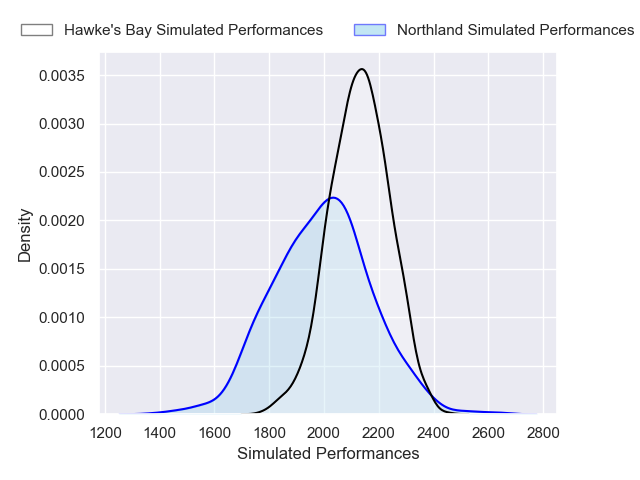 Hawke's Bay Simulated Performances Northland Simulated Performances
0.0035
0.0030
0.0025
0.0020
0.0015
0.0010
0.0005
0.0000
Density
1200 1400 1600 1800 2000 2200 2400 2600 2800
Simulated Performances